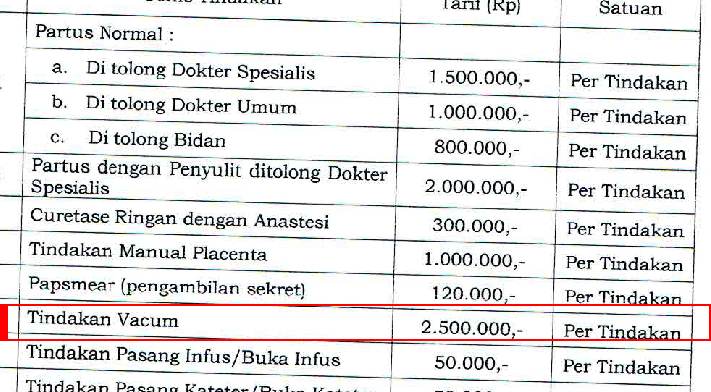 Tarif (Rp) Satuan
Partus Normal :
a. Di tolong Dokter Spesialis 1.500.000,- Per Tindakan
b. Di tolong Dokter Umum 1.000.000,- Per Tindakan
c. Di tolong Bidan 800.000,- Per Tindakan
Partus dengan Penyulit ditolong Dokter
Spesialis 2.000.000,- Per Tindakan
Curetase Ringan dengan Anastesi 300.000,- Per Tindakan
Tindakan Manual Placenta 1.000.000,- Per Tindakan
Papsmear (pengambilan sekret) 120.000,- Per Tindakan
Tindakan Vacum 2.500.000,- Per Tindakan
Tindakan Pasang Infus/Buka Infus 50.000,- Per Tindakan
Tindakan Pasang